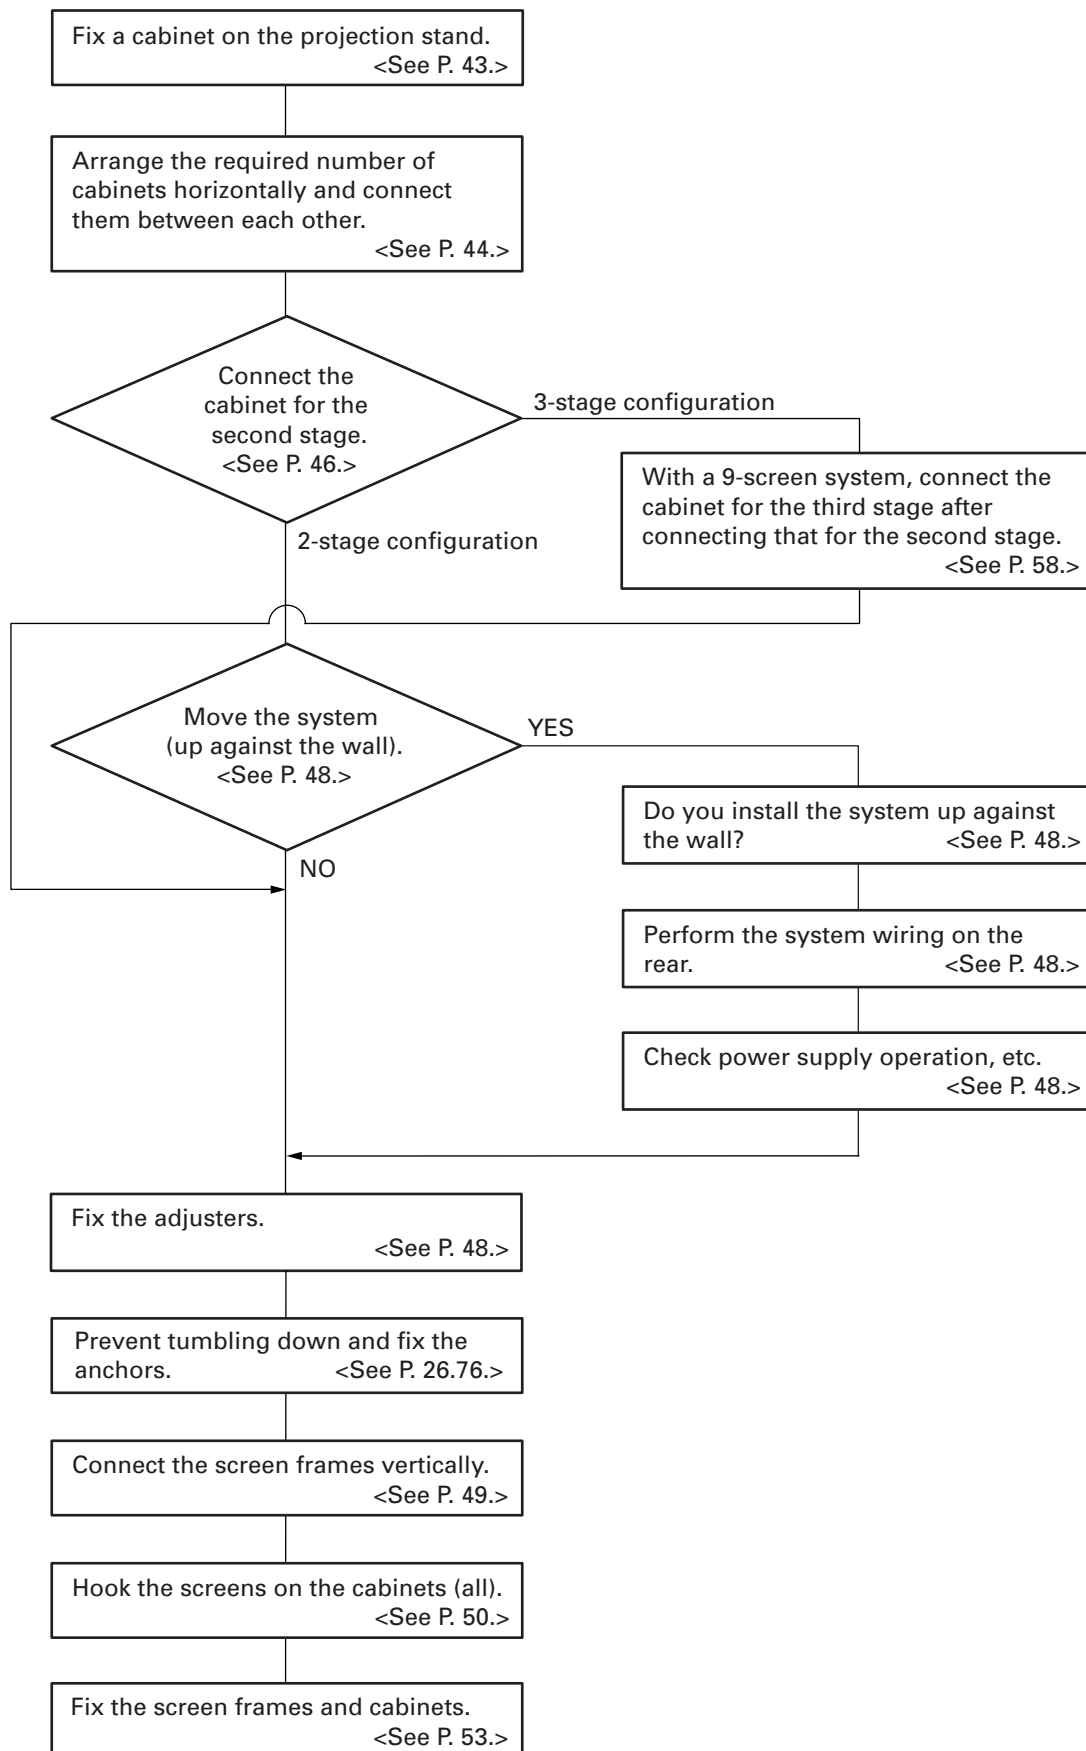 Fix a cabinet on the projection stand.
<See P. 43.>
Arrange the required number of
cabinets horizontally and connect
them between each other.
<See P. 44.>
Connect the
cabinet for the
second stage.
<See P. 46.>
3-stage configuration
With a 9-screen system, connect the
cabinet for the third stage after
connecting that for the second stage.
<See P. 58.>
2-stage configuration
Move the system
(up against the wall).
<See P. 48.>
YES
Do you install the system up against
the wall? <See P. 48.>
NO
Perform the system wiring on the
rear. <See P. 48.>
Check power supply operation, etc.
<See P. 48.>
Fix the adjusters.
<See P. 48.>
Prevent tumbling down and fix the
anchors. <See P. 26.76.>
Connect the screen frames vertically.
<See P. 49.>
Hook the screens on the cabinets (all).
<See P. 50.>
Fix the screen frames and cabinets.
<See P. 53.>